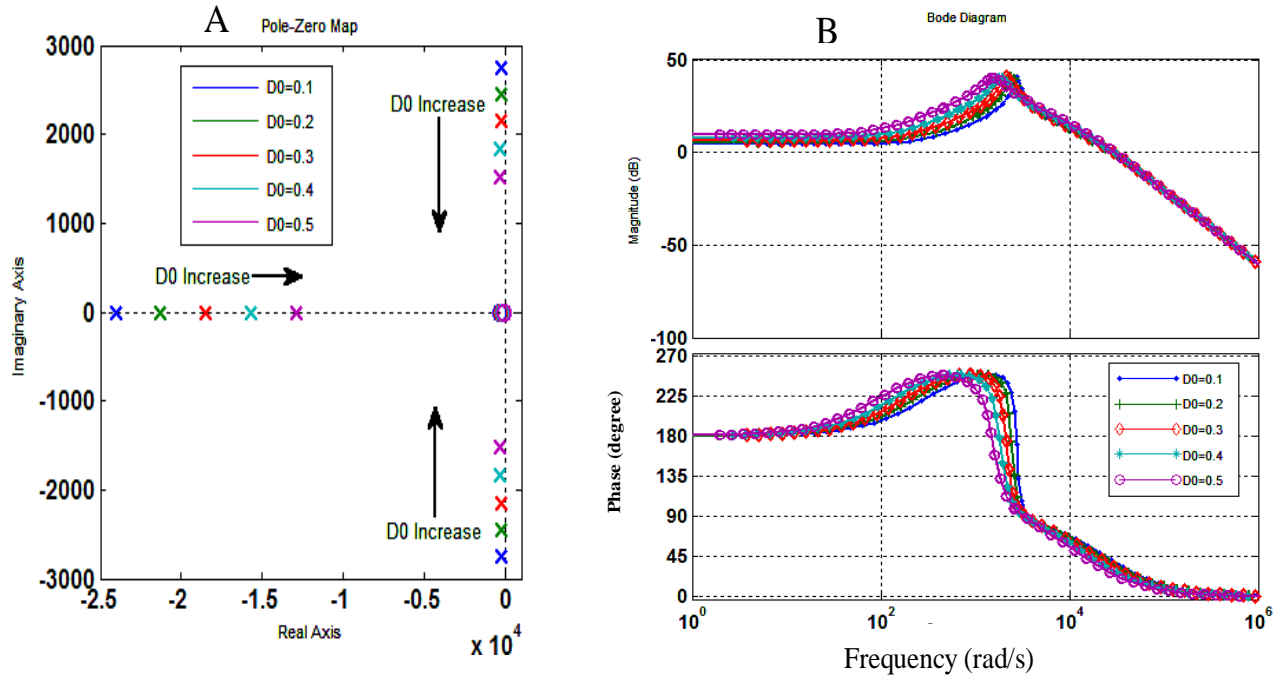 A
Pole-Zero Map
3000
2000
1000
0
-1000
-2000
-3000
Imaginary Axis
D0=0.1
D0=0.2
D0=0.3
D0=0.4
D0=0.5
D0 Increase
D0 Increase
D0 Increase
-2.5
-2
-1.5
-1
-0.5
0
Real Axis
x 10^4
B
Bode Diagram
50
0
-50
-100
Magnitude (dB)
270
225
180
135
90
45
0
Phase (degree)
D0=0.1
D0=0.2
D0=0.3
D0=0.4
D0=0.5
10^0
10^2
10^4
10^6
Frequency (rad/s)